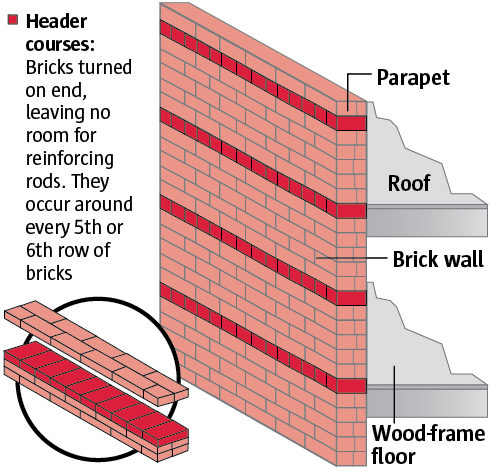 Header
courses:
Bricks turned
on end,
leaving no
room for
reinforcing
rods. They
occur around
every 5th or
6th row of
bricks
Parapet
Roof
Brick wall
Wood-frame
floor